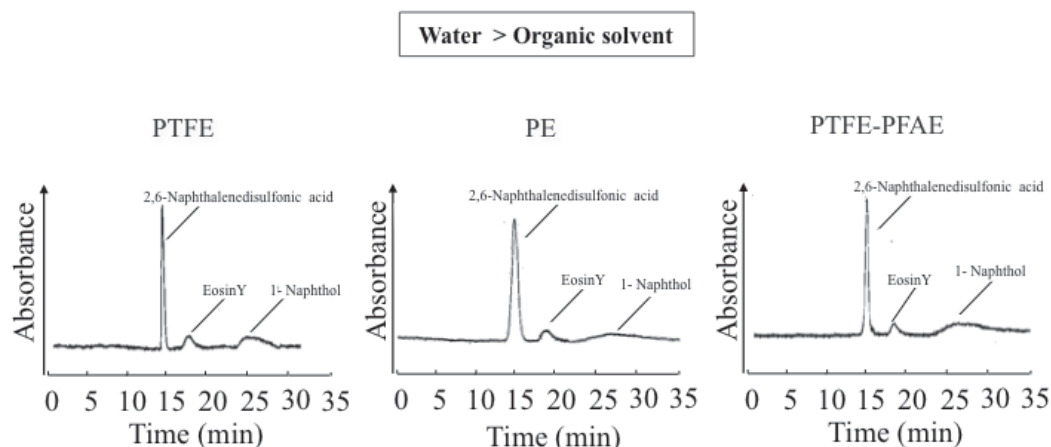 Water > Organic solvent
PTFE
Absorbance
2,6-Naphthalenedisulfonic acid
EosinY
1- Naphthol
0 5 10 15 20 25 30 35
Time (min)
PE
Absorbance
2,6-Naphthalenedisulfonic acid
EosinY
1- Naphthol
0 5 10 15 20 25 30 35
Time (min)
PTFE-PFAE
Absorbance
2,6-Naphthalenedisulfonic acid
EosinY
1- Naphthol
0 5 10 15 20 25 30 35
Time (min)